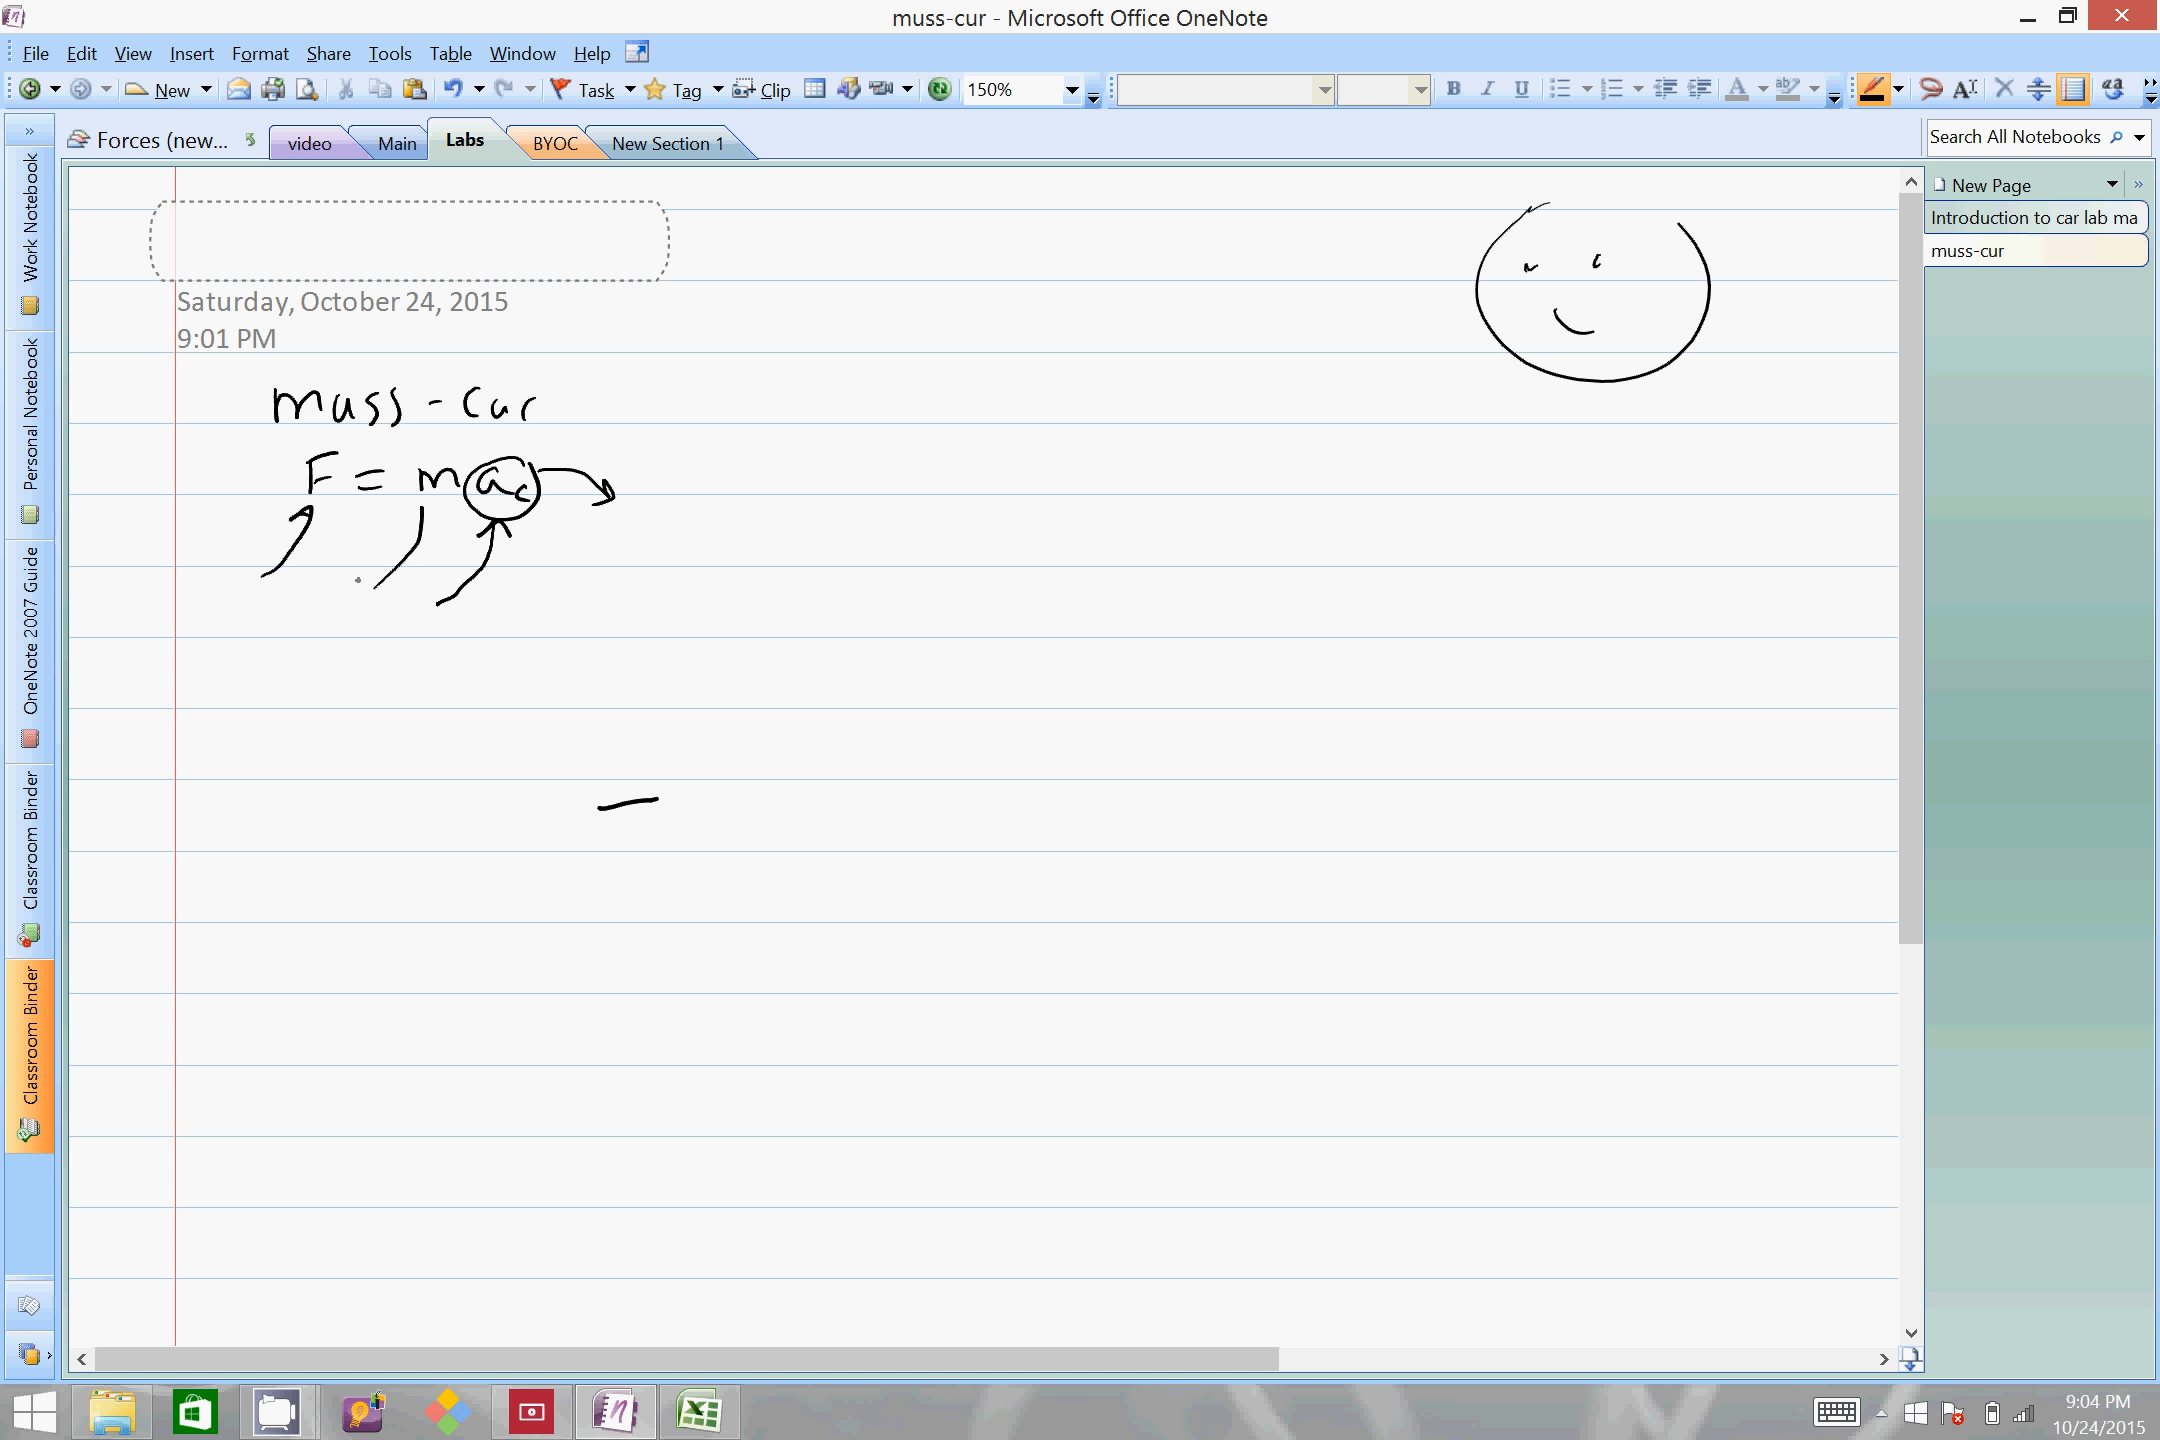 muss-cur - Microsoft Office OneNote
File Edit View Insert Format Share Tools Table Window Help
New Task Tag Clip 150% B I U
Forces (new... video Main Labs BYOC New Section 1 Search All Notebooks
New Page
Introduction to car lab ma
muss-cur
Work Notebook
Personal Notebook
OneNote 2007 Guide
Classroom Binder
Classroom Binder
Saturday, October 24, 2015
9:01 PM
muss - cur
F = mac
9:04 PM
10/24/2015